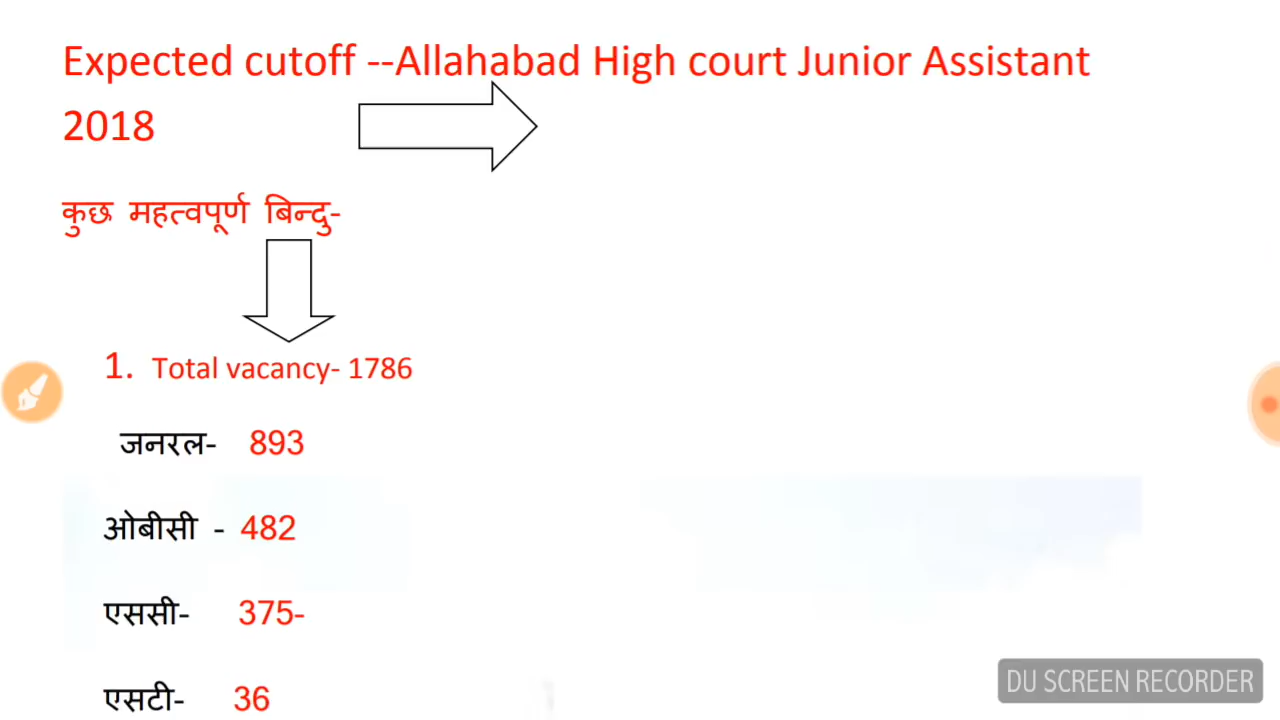 Expected cutoff --Allahabad High court Junior Assistant
2018
कुछ महत्वपूर्ण बिन्दु-
1. Total vacancy- 1786
जनरल- 893
ओबीसी - 482
एससी- 375-
एसटी- 36
DU SCREEN RECORDER